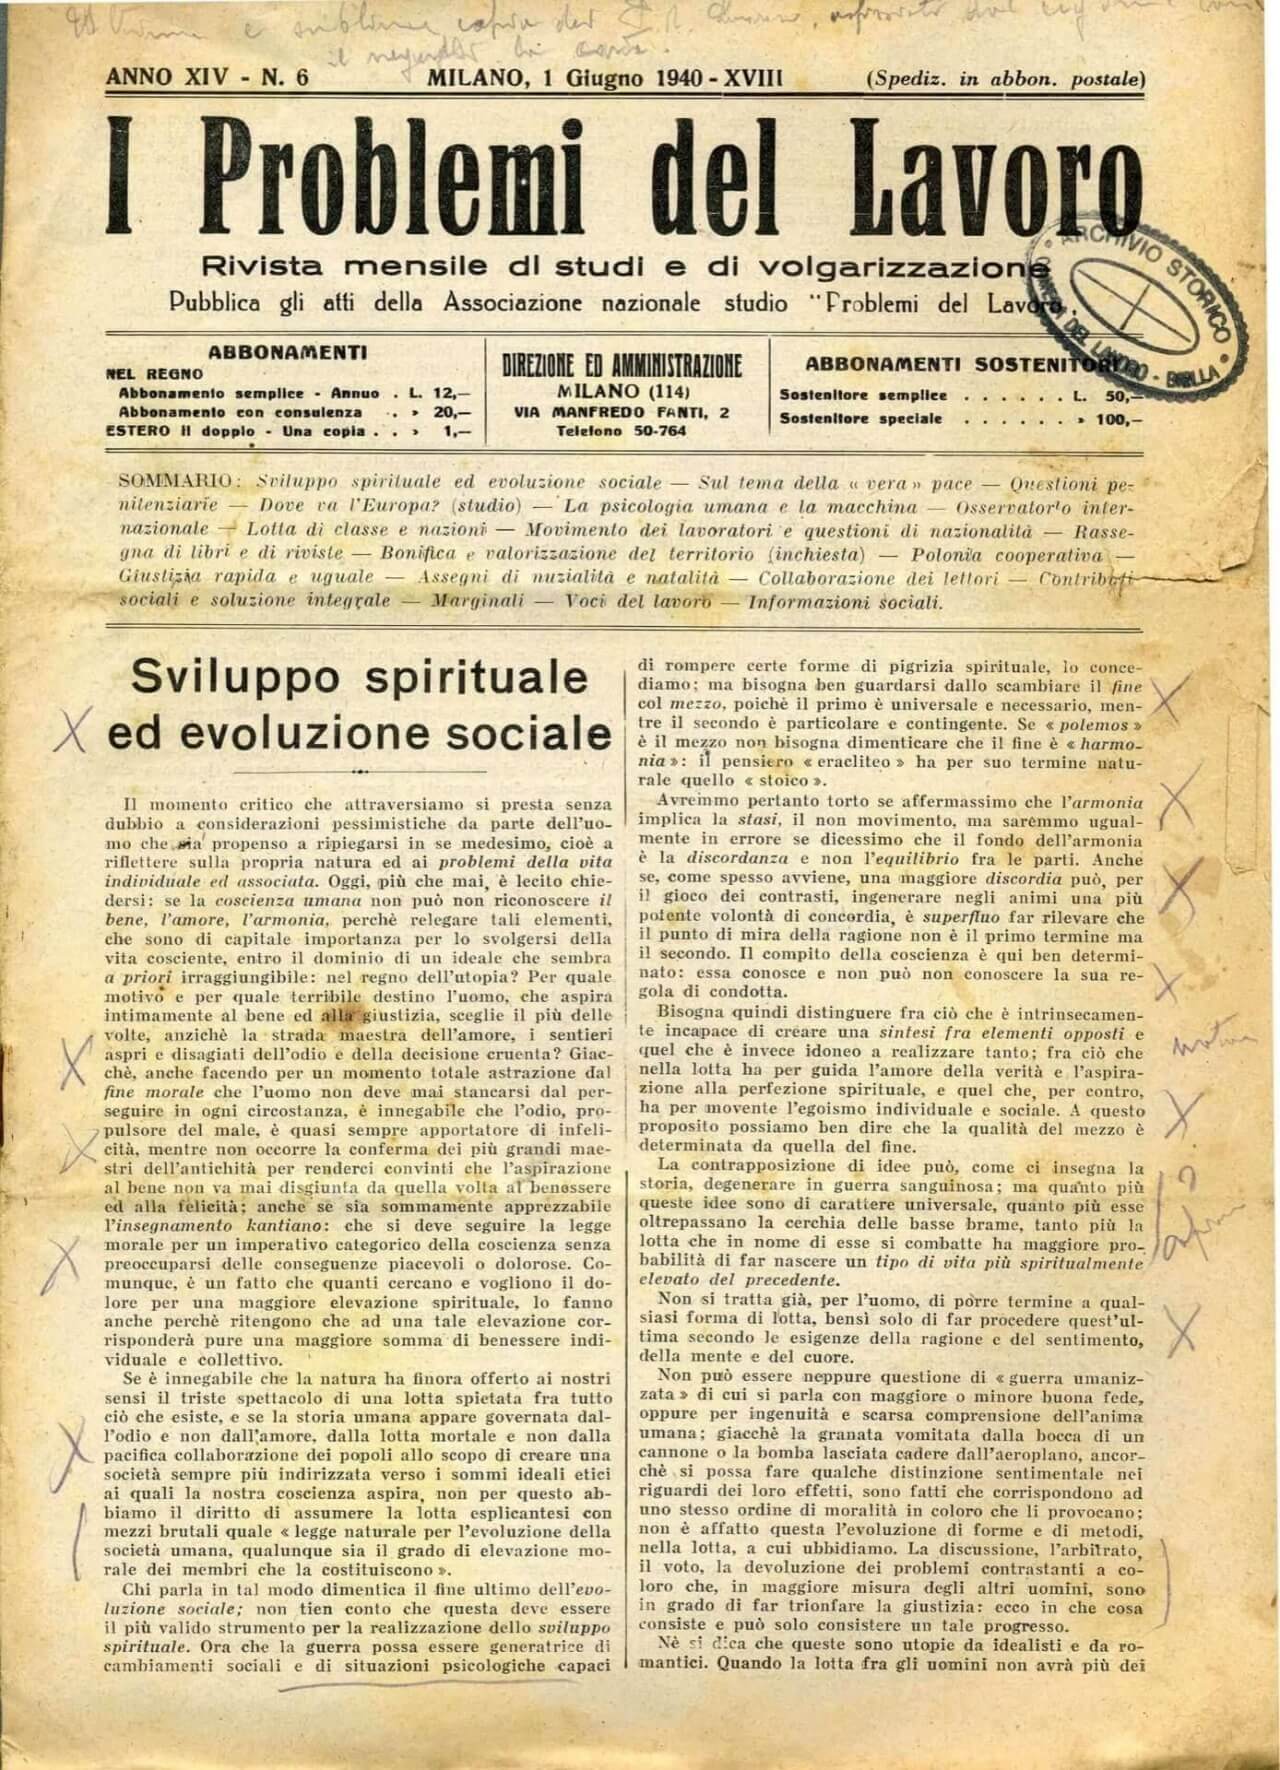 ANNO XIV - N. 6 MILANO, 1 Giugno 1940 - XVIII (Spediz. in abbon. postale)
I Problemi del Lavoro
Rivista mensile di studi e di volgarizzazione
Pubblica gli atti della Associazione nazionale studio "Problemi del Lavoro.
ARCHIVIO STORICO
CAMERA DEL LAVORO - BIELLA
ABBONAMENTI
NEL REGNO
Abbonamento semplice - Annuo . L. 12,—
Abbonamento con consulenza . . » 20,—
ESTERO il doppio - Una copia . . » 1,—
DIREZIONE ED AMMINISTRAZIONE
MILANO (114)
VIA MANFREDO FANTI, 2
Telefono 50-764
ABBONAMENTI SOSTENITORI
Sostenitore semplice . . . . . . L. 50,—
Sostenitore speciale . . . . . . » 100,—
SOMMARIO: Sviluppo spirituale ed evoluzione sociale — Sul tema della « vera » pace — Questioni pe-
nitenziarie — Dove va l'Europa? (studio) — La psicologia umana e la macchina — Osservatorio inter-
nazionale — Lotta di classe e nazioni — Movimento dei lavoratori e questioni di nazionalità — Rasse-
gna di libri e di riviste — Bonifica e valorizzazione del territorio (inchiesta) — Polonia cooperativa —
Giustizia rapida e uguale — Assegni di nuzialità e natalità — Collaborazione dei lettori — Contributi
sociali e soluzione integrale — Marginali — Voci del lavoro — Informazioni sociali.
Sviluppo spirituale
ed evoluzione sociale
Il momento critico che attraversiamo si presta senza
dubbio a considerazioni pessimistiche da parte dell'uo-
mo che sia propenso a ripiegarsi in se medesimo, cioè a
riflettere sulla propria natura ed ai problemi della vita
individuale ed associata. Oggi, più che mai, è lecito chie-
dersi: se la coscienza umana non può non riconoscere il
bene, l'amore, l'armonia, perchè relegare tali elementi,
che sono di capitale importanza per lo svolgersi della
vita cosciente, entro il dominio di un ideale che sembra
a priori irraggiungibile: nel regno dell'utopia? Per quale
motivo e per quale terribile destino l'uomo, che aspira
intimamente al bene ed alla giustizia, sceglie il più delle
volte, anzichè la strada maestra dell'amore, i sentieri
aspri e disagiati dell'odio e della decisione cruenta? Giac-
chè, anche facendo per un momento totale astrazione dal
fine morale che l'uomo non deve mai stancarsi dal per-
seguire in ogni circostanza, è innegabile che l'odio, pro-
pulsore del male, è quasi sempre apportatore di infeli-
cità, mentre non occorre la conferma dei più grandi mae-
stri dell'antichità per renderci convinti che l'aspirazione
al bene non va mai disgiunta da quella volta al benessere
ed alla felicità; anche se sia sommamente apprezzabile
l'insegnamento kantiano: che si deve seguire la legge
morale per un imperativo categorico della coscienza senza
preoccuparsi delle conseguenze piacevoli o dolorose. Co-
munque, è un fatto che quanti cercano e vogliono il do-
lore per una maggiore elevazione spirituale, lo fanno
anche perchè ritengono che ad una tale elevazione cor-
risponderà pure una maggiore somma di benessere indi-
viduale e collettivo.
Se è innegabile che la natura ha finora offerto ai nostri
sensi il triste spettacolo di una lotta spietata fra tutto
ciò che esiste, e se la storia umana appare governata dal-
l'odio e non dall'amore, dalla lotta mortale e non dalla
pacifica collaborazione dei popoli allo scopo di creare una
società sempre più indirizzata verso i sommi ideali etici
ai quali la nostra coscienza aspira, non per questo ab-
biamo il diritto di assumere la lotta esplicantesi con
mezzi brutali quale « legge naturale per l'evoluzione della
società umana, qualunque sia il grado di elevazione mo-
rale dei membri che la costituiscono ».
Chi parla in tal modo dimentica il fine ultimo dell'evo-
luzione sociale; non tien conto che questa deve essere
il più valido strumento per la realizzazione dello sviluppo
spirituale. Ora che la guerra possa essere generatrice di
cambiamenti sociali e di situazioni psicologiche capaci
di rompere certe forme di pigrizia spirituale, lo conce-
diamo; ma bisogna ben guardarsi dallo scambiare il fine
col mezzo, poichè il primo è universale e necessario, men-
tre il secondo è particolare e contingente. Se « polemos »
è il mezzo non bisogna dimenticare che il fine è « harmo-
nia »: il pensiero « eracliteo » ha per suo termine natu-
rale quello « stoico ».
Avremmo pertanto torto se affermassimo che l'armonia
implica la stasi, il non movimento, ma saremmo ugual-
mente in errore se dicessimo che il fondo dell'armonia
è la discordanza e non l'equilibrio fra le parti. Anche
se, come spesso avviene, una maggiore discordia può, per
il gioco dei contrasti, ingenerare negli animi una più
potente volontà di concordia, è superfluo far rilevare che
il punto di mira della ragione non è il primo termine ma
il secondo. Il compito della coscienza è qui ben determi-
nato: essa conosce e non può non conoscere la sua re-
gola di condotta.
Bisogna quindi distinguere fra ciò che è intrinsecamen-
te incapace di creare una sintesi fra elementi opposti e
quel che è invece idoneo a realizzare tanto; fra ciò che
nella lotta ha per guida l'amore della verità e l'aspira-
zione alla perfezione spirituale, e quel che, per contro,
ha per movente l'egoismo individuale e sociale. A questo
proposito possiamo ben dire che la qualità del mezzo è
determinata da quella del fine.
La contrapposizione di idee può, come ci insegna la
storia, degenerare in guerra sanguinosa; ma quanto più
queste idee sono di carattere universale, quanto più esse
oltrepassano la cerchia delle basse brame, tanto più la
lotta che in nome di esse si combatte ha maggiore pro-
babilità di far nascere un tipo di vita più spiritualmente
elevato del precedente.
Non si tratta già, per l'uomo, di porre termine a qual-
siasi forma di lotta, bensì solo di far procedere quest'ul-
tima secondo le esigenze della ragione e del sentimento,
della mente e del cuore.
Non può essere neppure questione di « guerra umaniz-
zata » di cui si parla con maggiore o minore buona fede,
oppure per ingenuità e scarsa comprensione dell'anima
umana; giacchè la granata vomitata dalla bocca di un
cannone o la bomba lasciata cadere dall'aeroplano, ancor-
chè si possa fare qualche distinzione sentimentale nei
riguardi dei loro effetti, sono fatti che corrispondono ad
uno stesso ordine di moralità in coloro che li provocano;
non è affatto questa l'evoluzione di forme e di metodi,
nella lotta, a cui ubbidiamo. La discussione, l'arbitrato,
il voto, la devoluzione dei problemi contrastanti a co-
loro che, in maggiore misura degli altri uomini, sono
in grado di far trionfare la giustizia: ecco in che cosa
consiste e può solo consistere un tale progresso.
Nè si dica che queste sono utopie da idealisti e da ro-
mantici. Quando la lotta fra gli uomini non avrà più dei